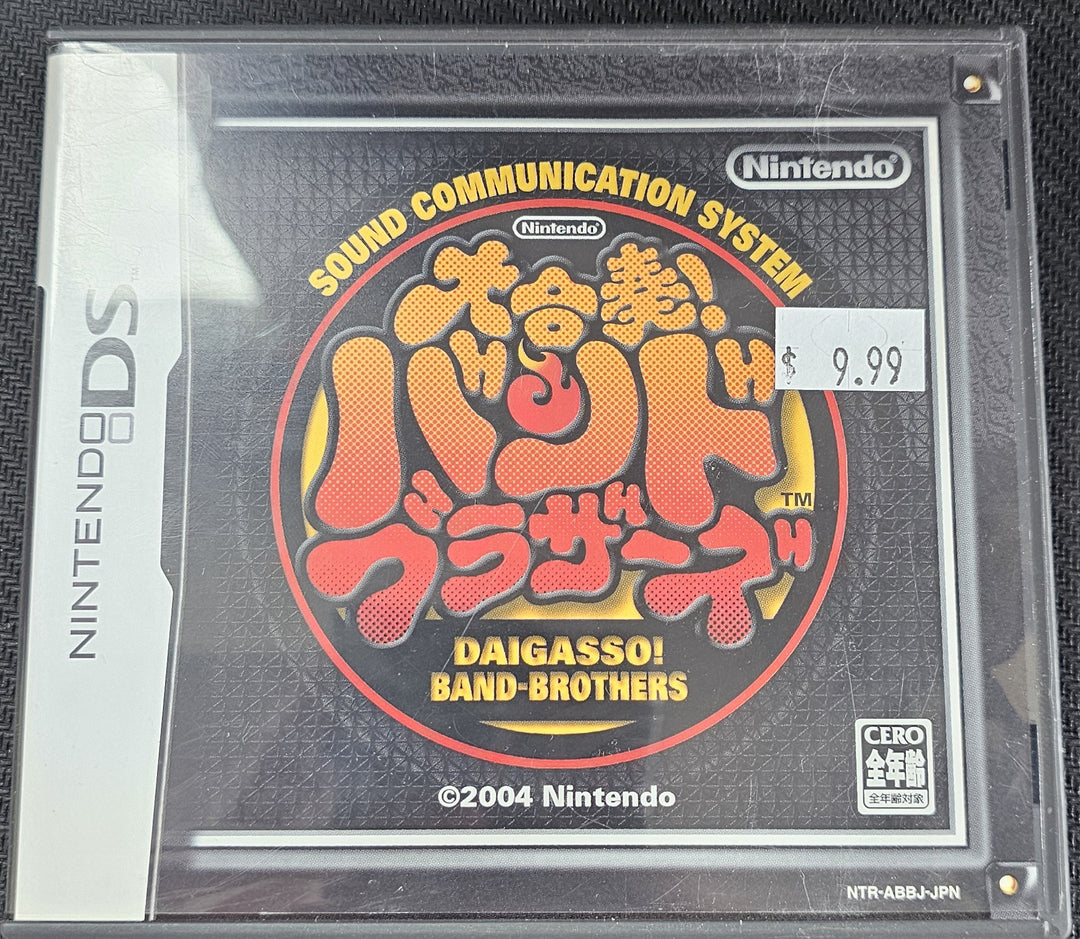 NINTENDO DS™
Nintendo®
SOUND COMMUNICATION SYSTEM
Nintendo
大合奏!
バンド
ブラザーズ
TM
$ 9.99
DAIGASSO!
BAND-BROTHERS
©2004 Nintendo
CERO
全年齢
全年齢対象
NTR-ABBJ-JPN